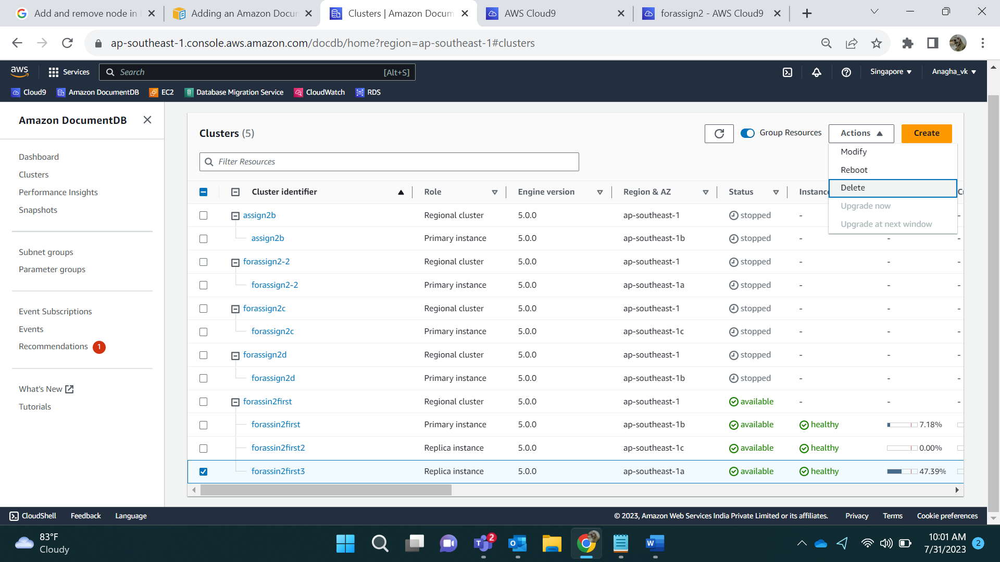 Add and remove node in
Adding an Amazon Docur
Clusters | Amazon Docum
AWS Cloud9
forassign2 - AWS Cloud9
ap-southeast-1.console.aws.amazon.com/docdb/home?region=ap-southeast-1#clusters
aws
Services
Search
[Alt+S]
Singapore
Anagha_vk
Cloud9
Amazon DocumentDB
EC2
Database Migration Service
CloudWatch
RDS
Amazon DocumentDB
Dashboard
Clusters
Performance Insights
Snapshots
Subnet groups
Parameter groups
Event Subscriptions
Events
Recommendations 1
What's New
Tutorials
Clusters (5)
Group Resources
Actions
Create
Filter Resources
Modify
Reboot
Delete
Upgrade now
Upgrade at next window
Cluster identifier Role Engine version Region & AZ Status Instanc
assign2b Regional cluster 5.0.0 ap-southeast-1 stopped -
assign2b Primary instance 5.0.0 ap-southeast-1b stopped - - -
forassign2-2 Regional cluster 5.0.0 ap-southeast-1 stopped - - -
forassign2-2 Primary instance 5.0.0 ap-southeast-1a stopped - - -
forassign2c Regional cluster 5.0.0 ap-southeast-1 stopped - - -
forassign2c Primary instance 5.0.0 ap-southeast-1c stopped - - -
forassign2d Regional cluster 5.0.0 ap-southeast-1 stopped - - -
forassign2d Primary instance 5.0.0 ap-southeast-1b stopped - - -
forassin2first Regional cluster 5.0.0 ap-southeast-1 available - - -
forassin2first Primary instance 5.0.0 ap-southeast-1b available healthy 7.18%
forassin2first2 Replica instance 5.0.0 ap-southeast-1c available healthy 0.00%
forassin2first3 Replica instance 5.0.0 ap-southeast-1a available healthy 47.39%
CloudShell
Feedback
Language
© 2023, Amazon Web Services India Private Limited or its affiliates.
Privacy
Terms
Cookie preferences
83°F
Cloudy
2
10:01 AM
7/31/2023
2